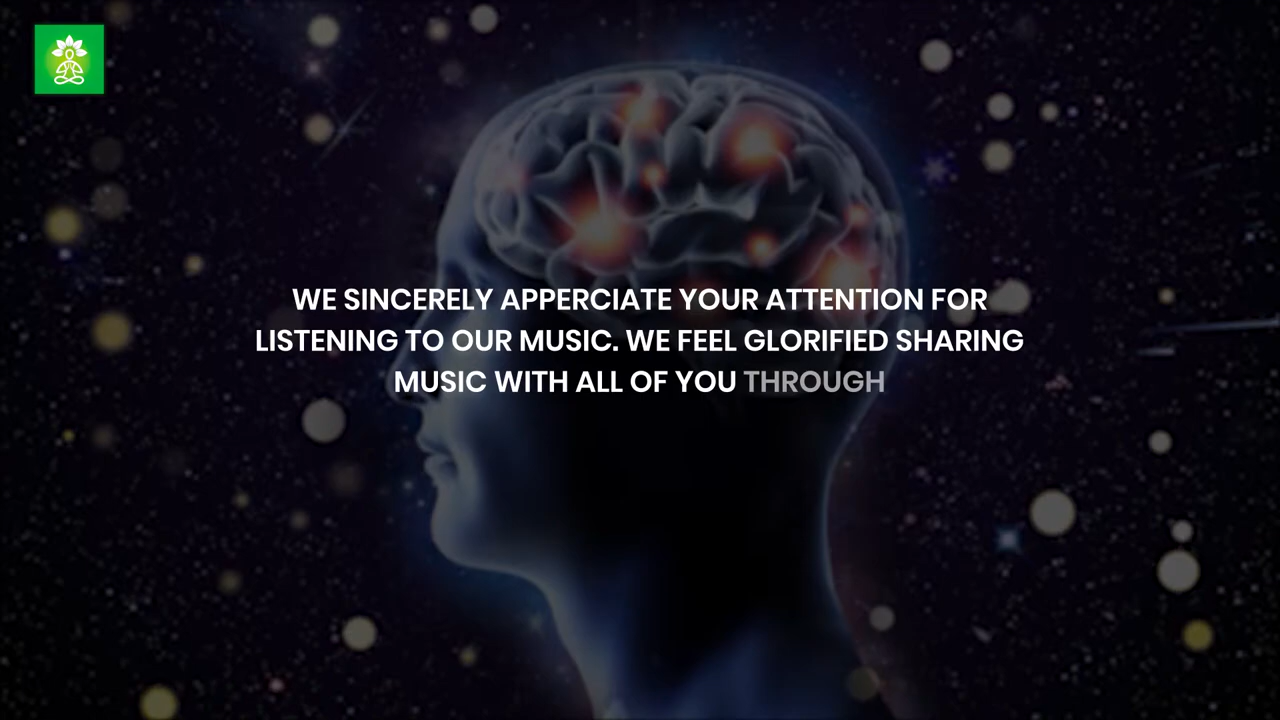 WE SINCERELY APPERCIATE YOUR ATTENTION FOR
LISTENING TO OUR MUSIC. WE FEEL GLORIFIED SHARING
MUSIC WITH ALL OF YOU THROUGH